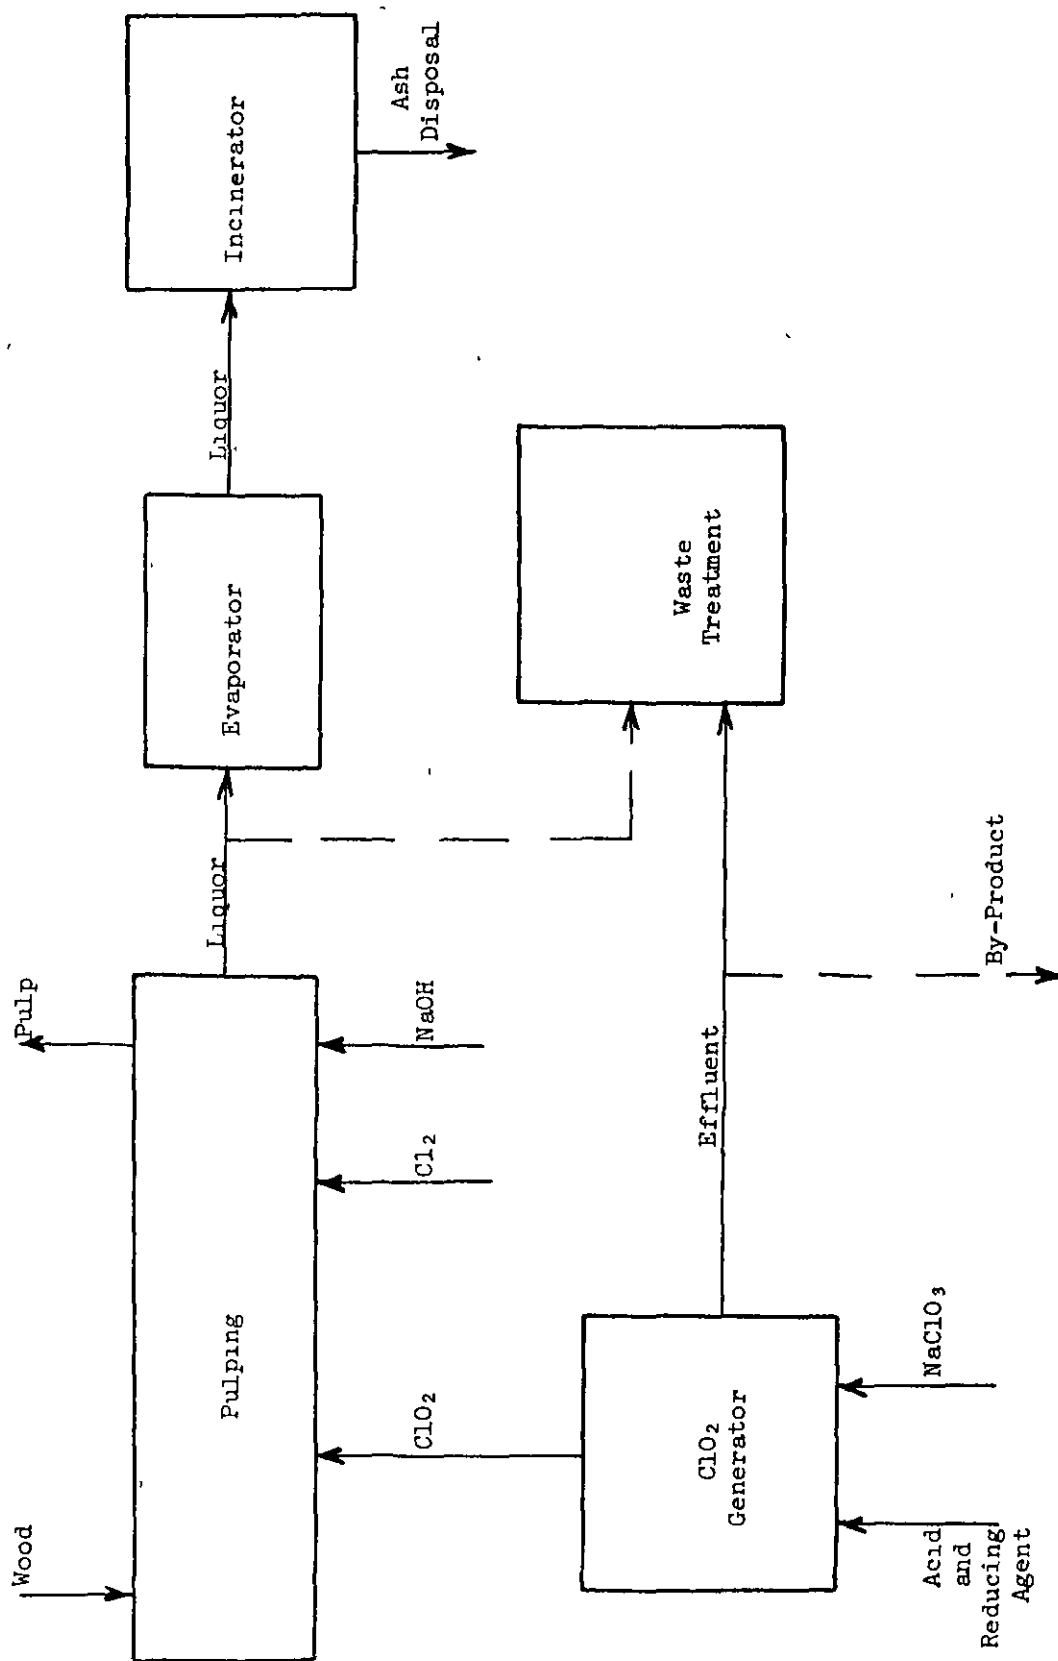 Wood
Pulp
Pulping
Liquor
Evaporator
Liquor
Incinerator
Ash
Disposal
ClO₂
Cl₂
NaOH
ClO₂
Generator
Effluent
Waste
Treatment
Acid
and
Reducing
Agent
NaClO₃
By-Product